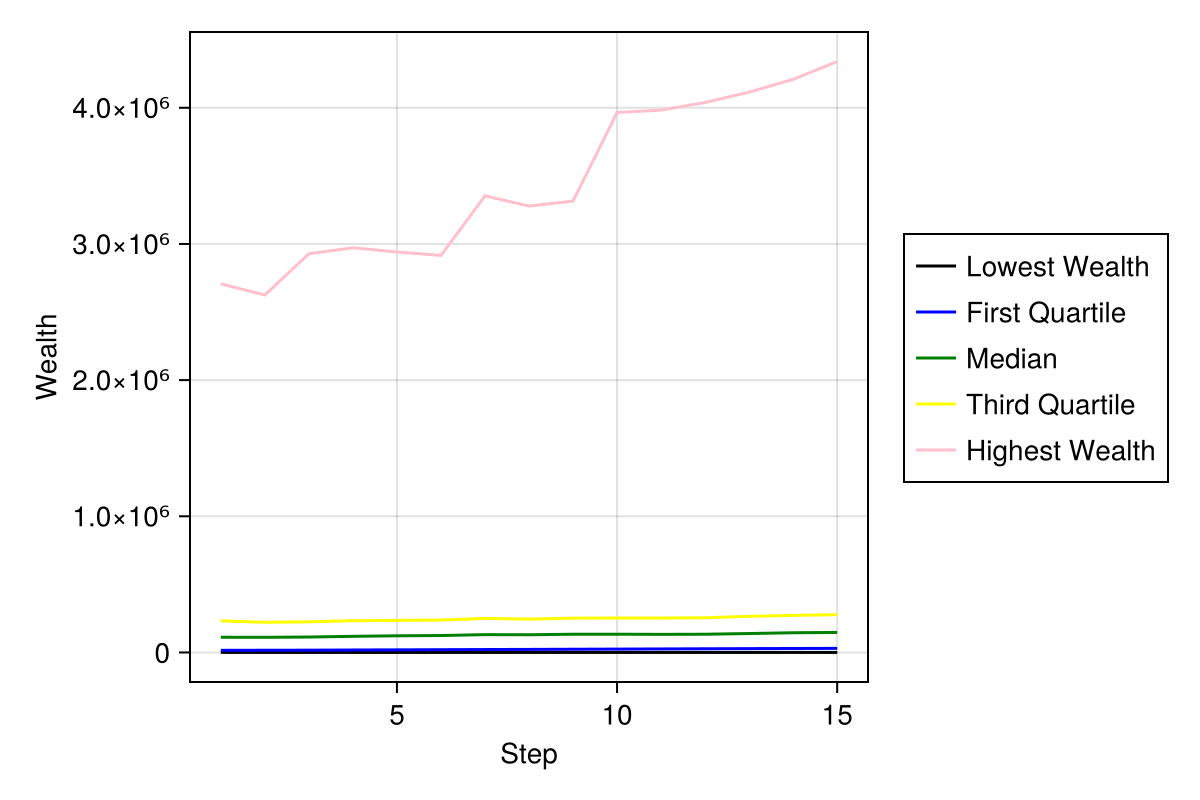 4.0×10⁶
3.0×10⁶
2.0×10⁶
1.0×10⁶
0
Wealth
5
10
15
Step
Lowest Wealth
First Quartile
Median
Third Quartile
Highest Wealth